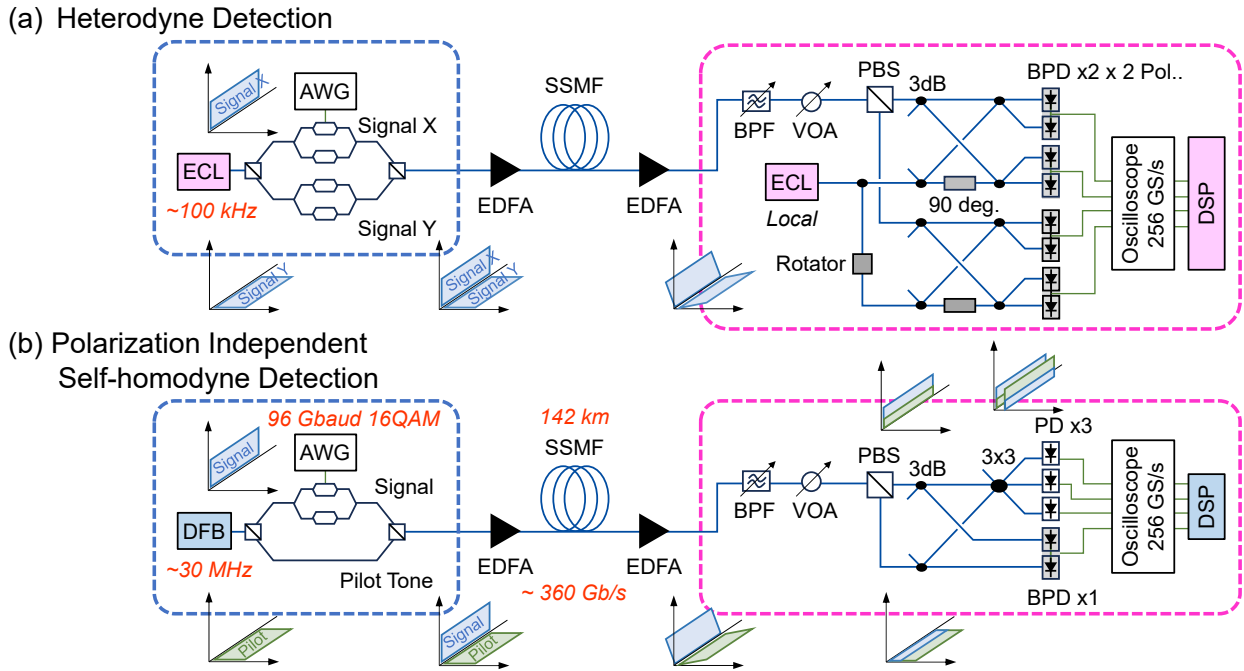 (a) Heterodyne Detection
Signal X
AWG
Signal X
ECL
~100 kHz
Signal Y
Signal Y
Signal X
Signal Y
EDFA
SSMF
EDFA
BPF
VOA
PBS
3dB
BPD x2 x 2 Pol..
ECL
Local
90 deg.
Rotator
Oscilloscope
256 GS/s
DSP
(b) Polarization Independent
Self-homodyne Detection
96 Gbaud 16QAM
Signal
AWG
Signal
DFB
~30 MHz
Pilot Tone
Pilot
Signal
Pilot
EDFA
142 km
SSMF
~ 360 Gb/s
EDFA
BPF
VOA
PBS
3dB
3x3
PD x3
BPD x1
Oscilloscope
256 GS/s
DSP